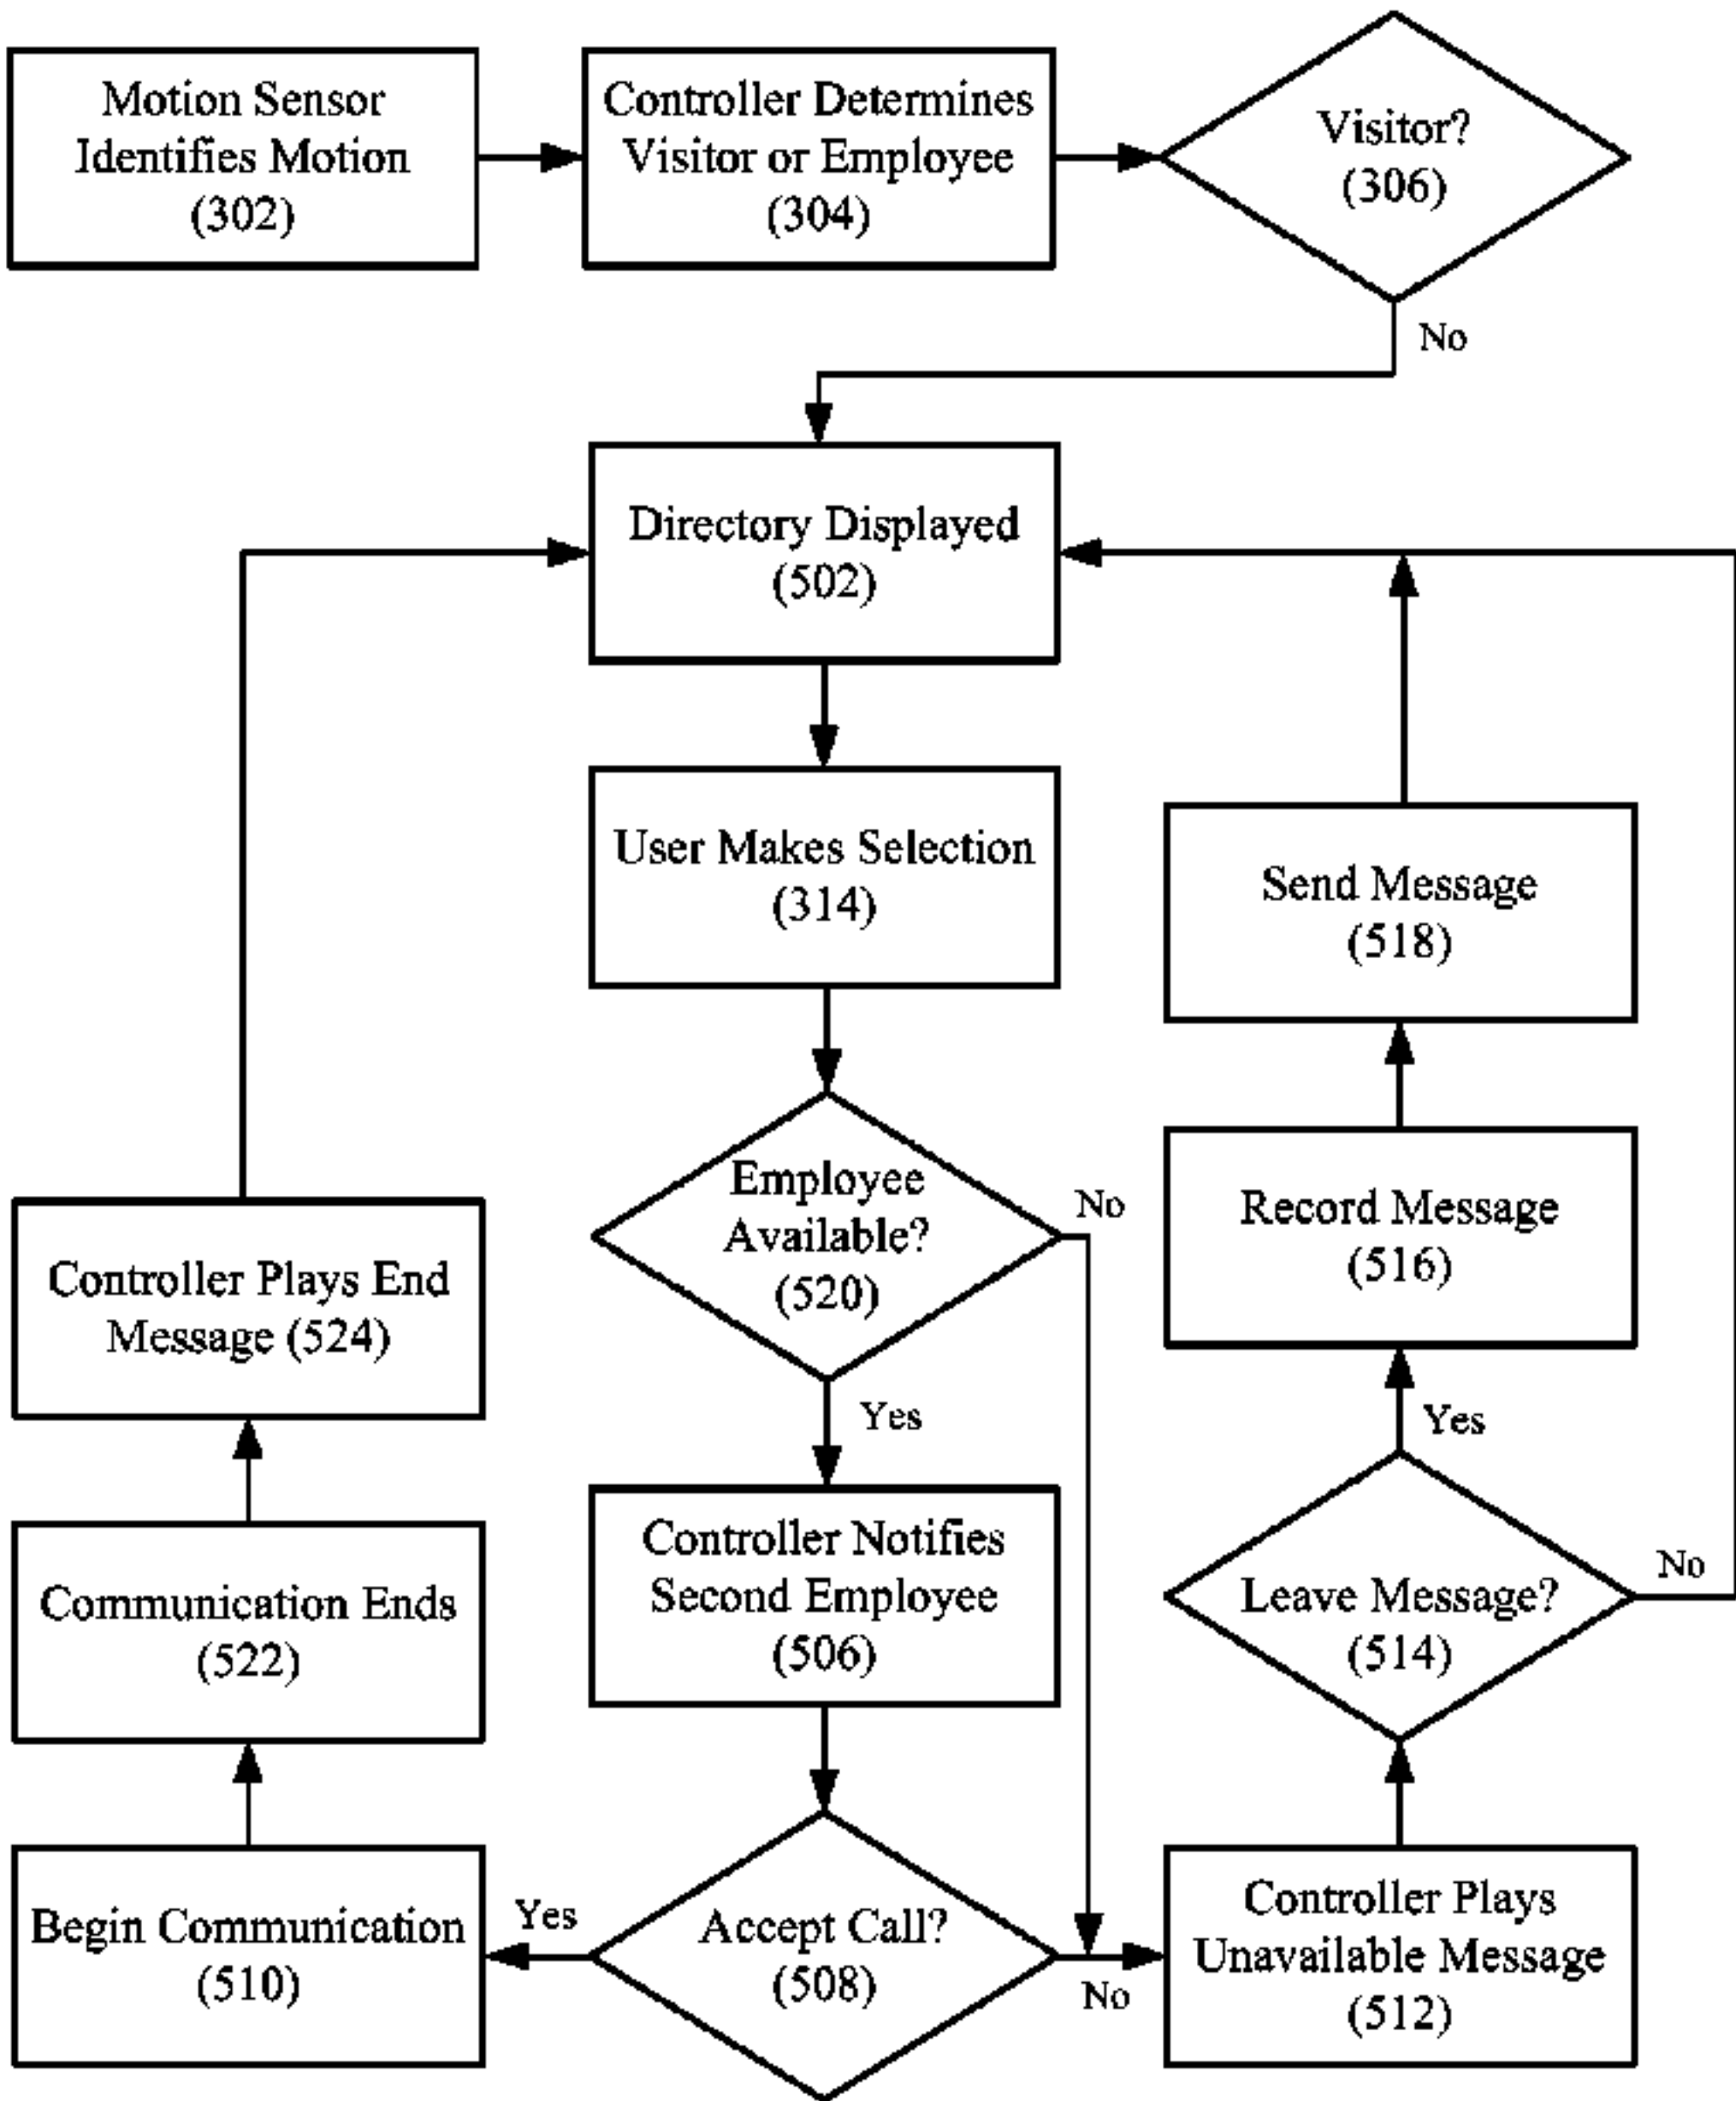 Motion Sensor
Identifies Motion
(302)
Controller Determines
Visitor or Employee
(304)
Visitor?
(306)
No
Directory Displayed
(502)
User Makes Selection
(314)
Send Message
(518)
Employee
Available?
(520)
No
Yes
Record Message
(516)
Controller Plays End
Message (524)
Yes
Controller Notifies
Second Employee
(506)
Leave Message?
(514)
No
Communication Ends
(522)
Begin Communication
(510)
Yes
Accept Call?
(508)
No
Controller Plays
Unavailable Message
(512)